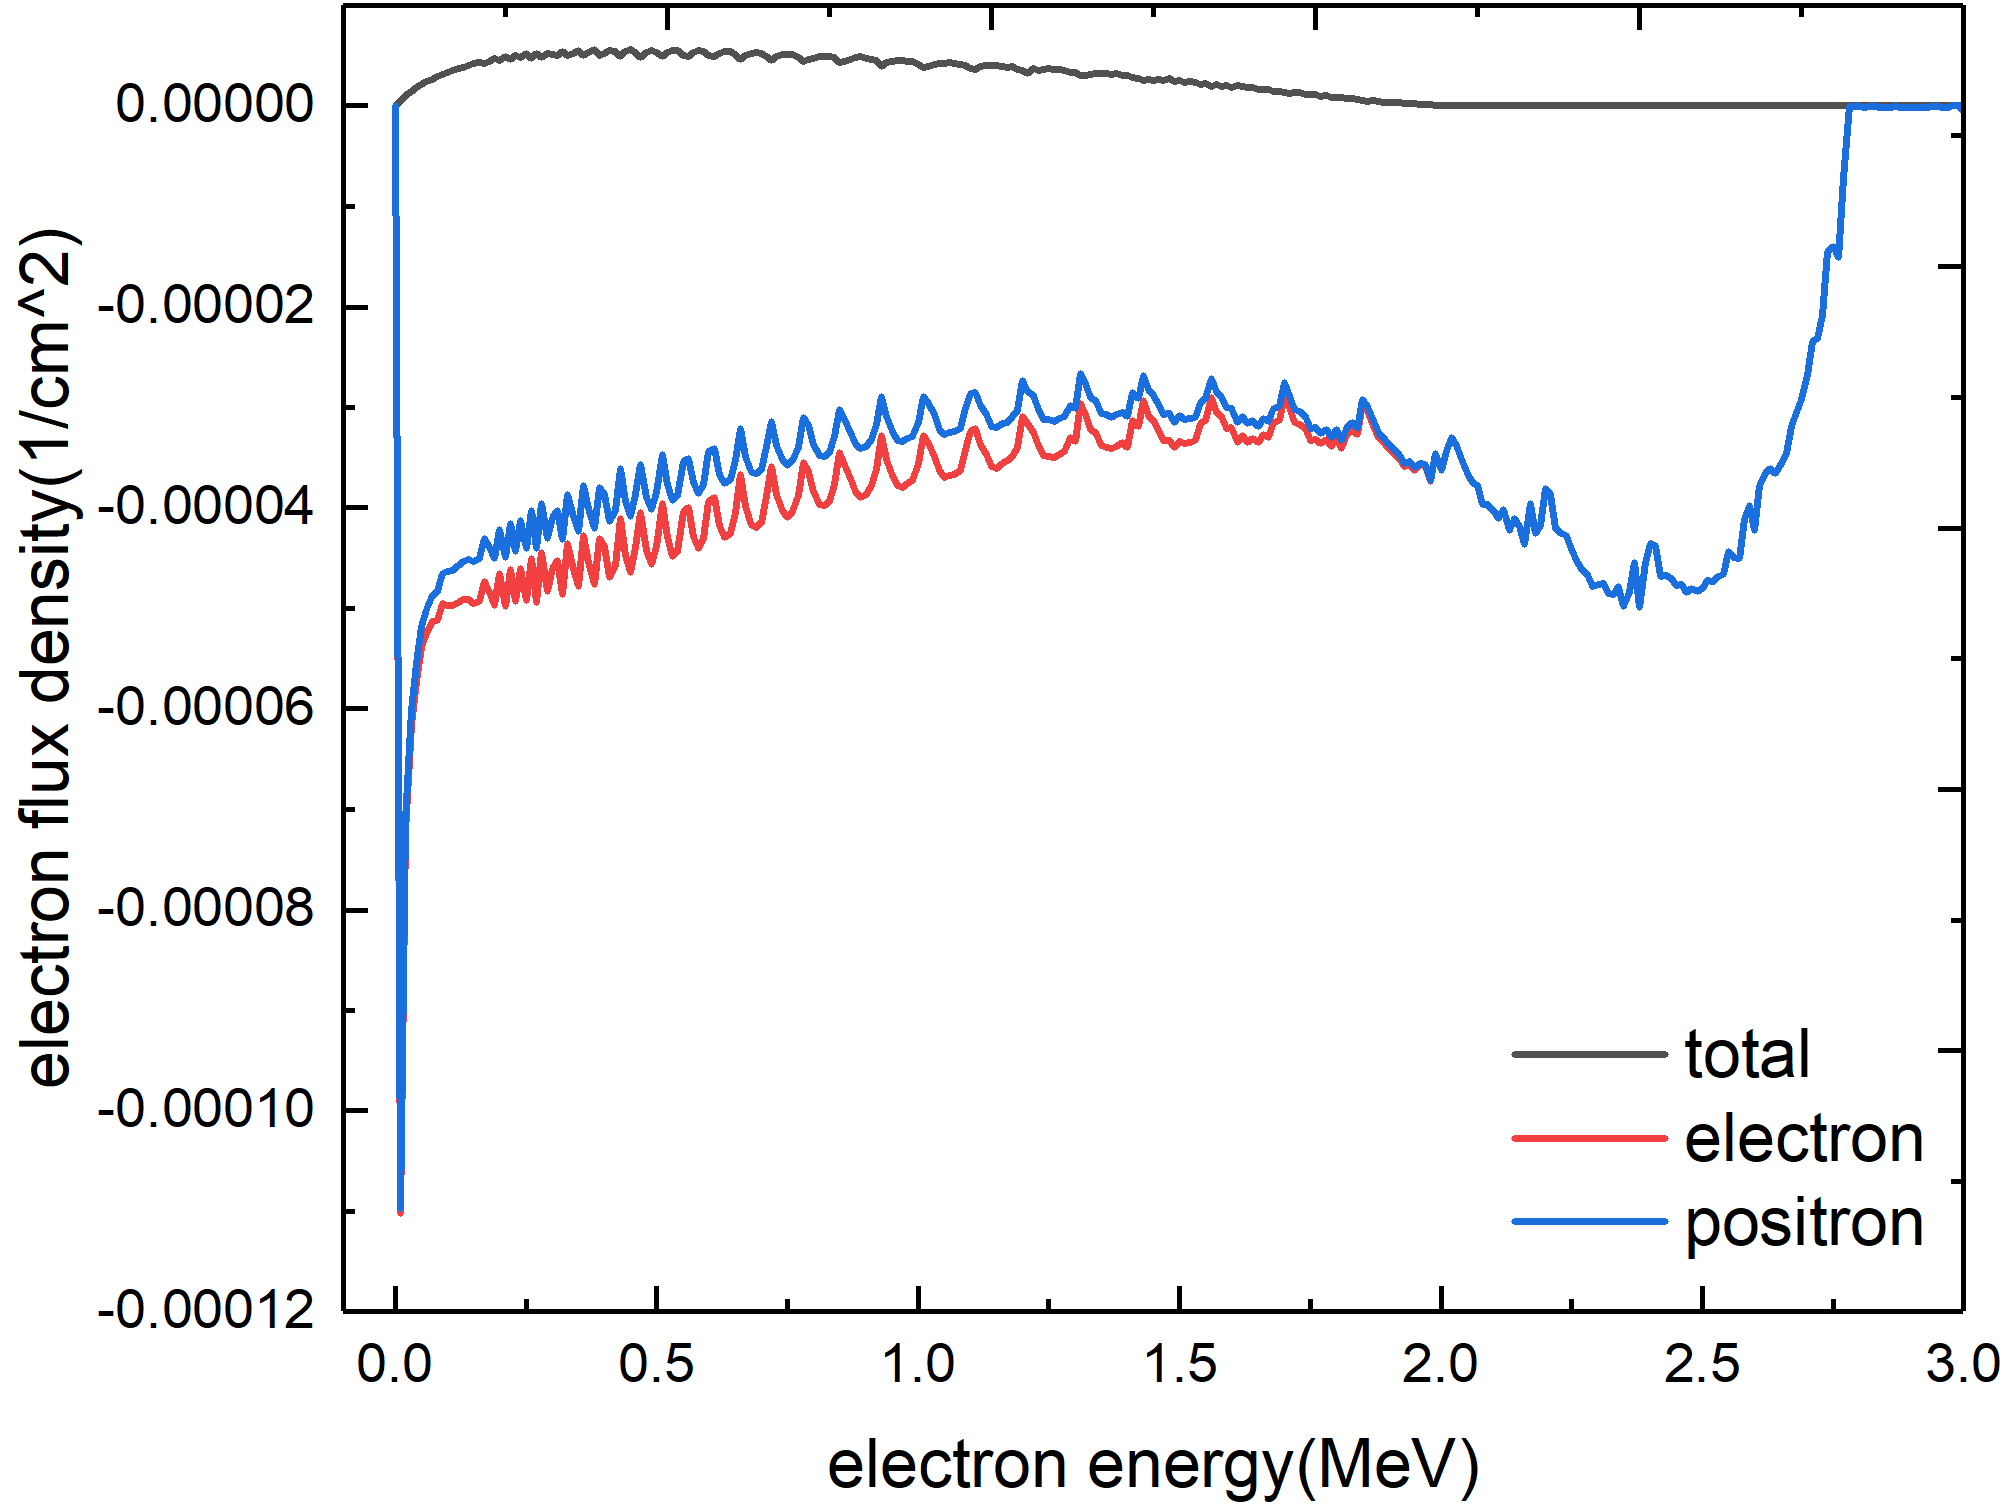 electron flux density(1/cm^2)
0.00000
-0.00002
-0.00004
-0.00006
-0.00008
-0.00010
-0.00012
total
electron
positron
0.0 0.5 1.0 1.5 2.0 2.5 3.0
electron energy(MeV)